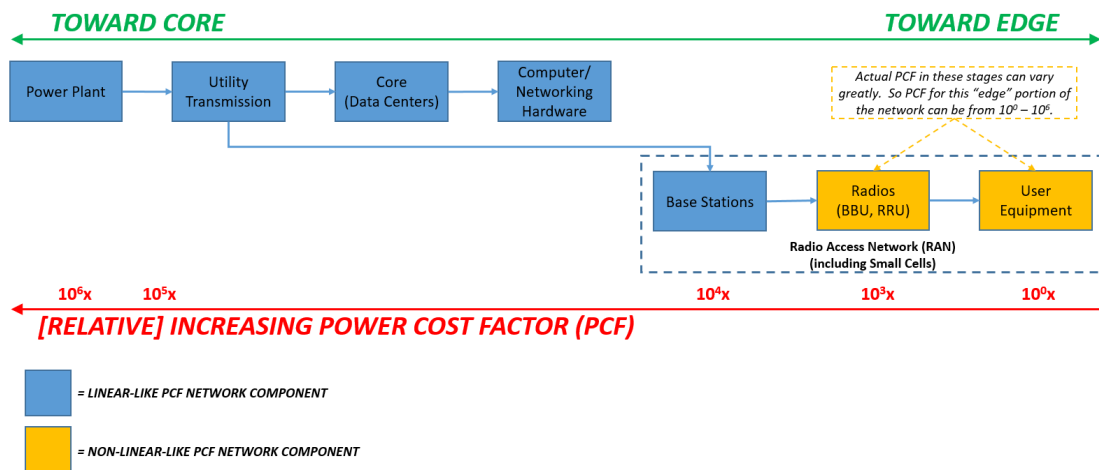 TOWARD CORE
TOWARD EDGE
Power Plant
Utility
Transmission
Core
(Data Centers)
Computer/
Networking
Hardware
Actual PCF in these stages can vary
greatly. So PCF for this “edge” portion of
the network can be from 10⁰ – 10⁶.
Base Stations
Radios
(BBU, RRU)
User
Equipment
Radio Access Network (RAN)
(including Small Cells)
10⁶x
10⁵x
10⁴x
10³x
10⁰x
[RELATIVE] INCREASING POWER COST FACTOR (PCF)
= LINEAR-LIKE PCF NETWORK COMPONENT
= NON-LINEAR-LIKE PCF NETWORK COMPONENT